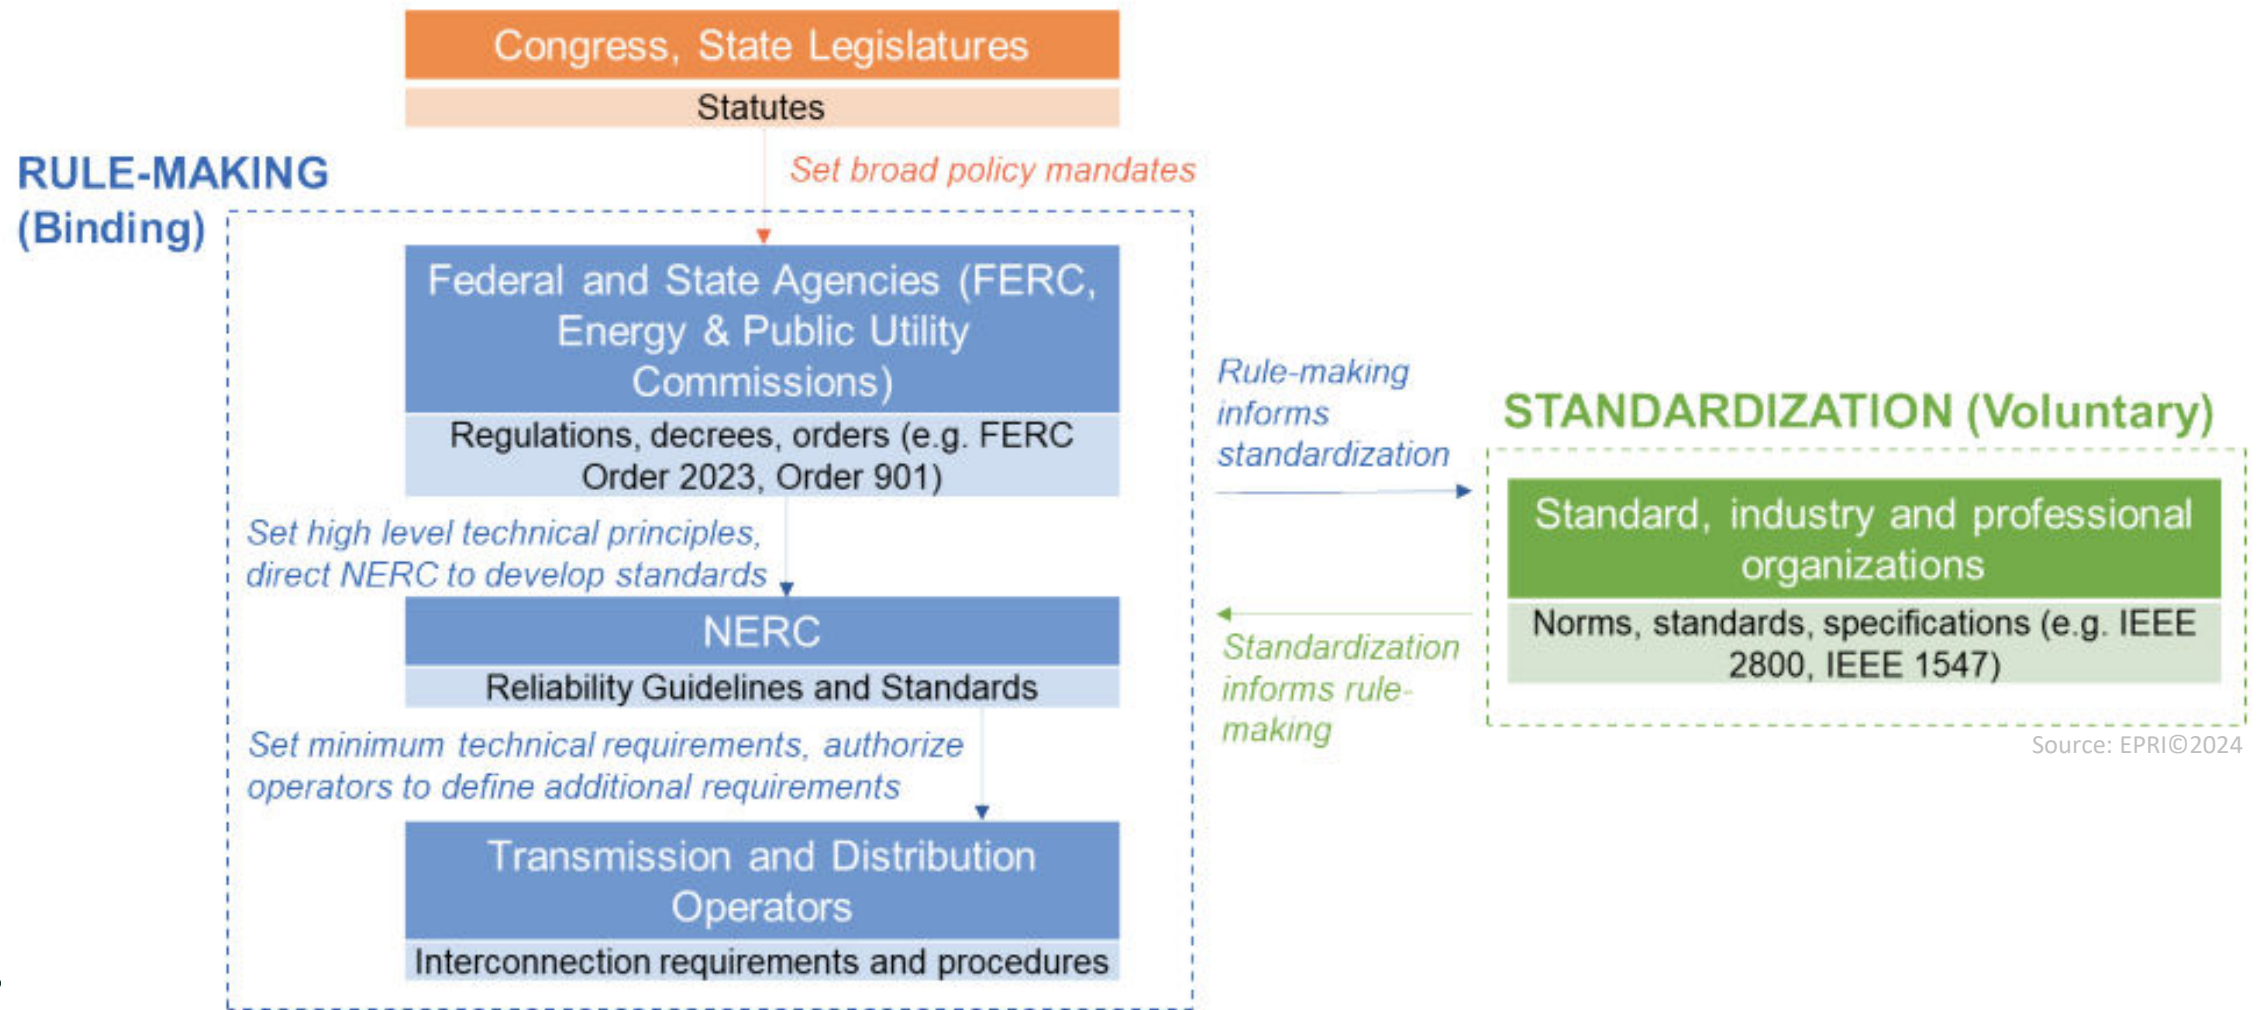 Congress, State Legislatures
Statutes
Set broad policy mandates
RULE-MAKING
(Binding)
Federal and State Agencies (FERC,
Energy & Public Utility
Commissions)
Regulations, decrees, orders (e.g. FERC
Order 2023, Order 901)
Set high level technical principles,
direct NERC to develop standards
NERC
Reliability Guidelines and Standards
Set minimum technical requirements, authorize
operators to define additional requirements
Transmission and Distribution
Operators
Interconnection requirements and procedures
Rule-making
informs
standardization
Standardization
informs rule-
making
STANDARDIZATION (Voluntary)
Standard, industry and professional
organizations
Norms, standards, specifications (e.g. IEEE
2800, IEEE 1547)
Source: EPRI©2024